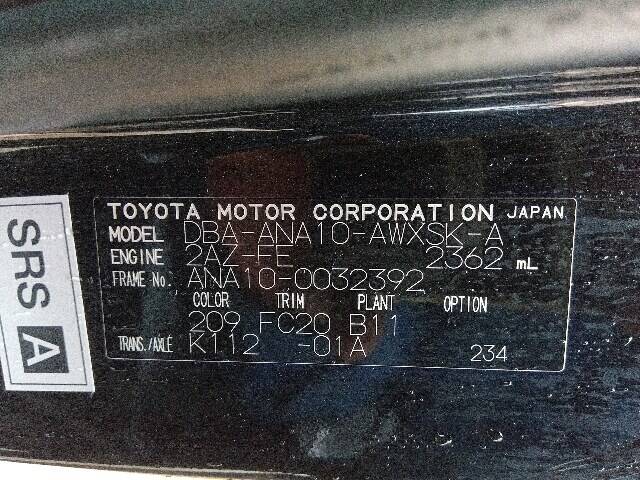 TOYOTA MOTOR CORPORATION JAPAN
MODEL DBA-ANA10-AWXSK-A
ENGINE 2AZ-FE 2362 mL
FRAME No. ANA10-0032392
COLOR TRIM PLANT OPTION
209 FC20 B11
TRANS./AXLE K112 -01A 234
SRS A